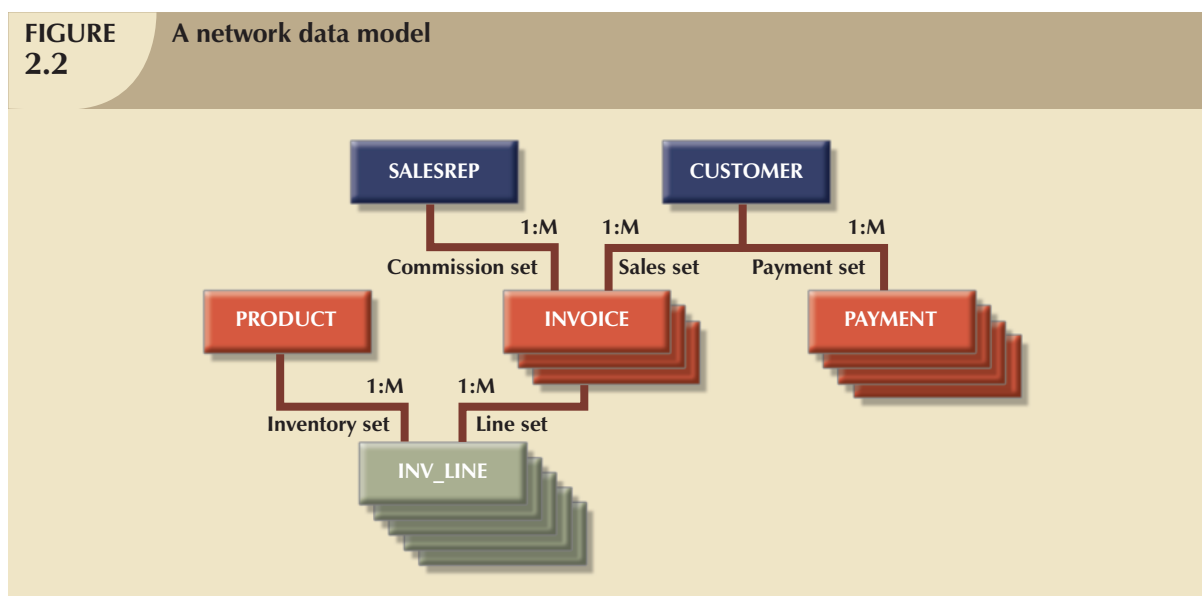 FIGURE
2.2
A network data model
SALESREP
CUSTOMER
1:M
1:M
1:M
Commission set
Sales set
Payment set
PRODUCT
INVOICE
PAYMENT
1:M
1:M
Inventory set
Line set
INV_LINE